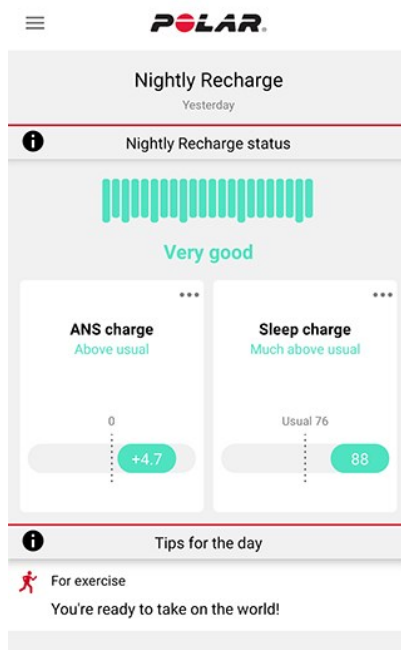 POLAR.
Nightly Recharge
Yesterday
Nightly Recharge status
Very good
ANS charge
Above usual
0
+4.7
Sleep charge
Much above usual
Usual 76
88
Tips for the day
For exercise
You're ready to take on the world!